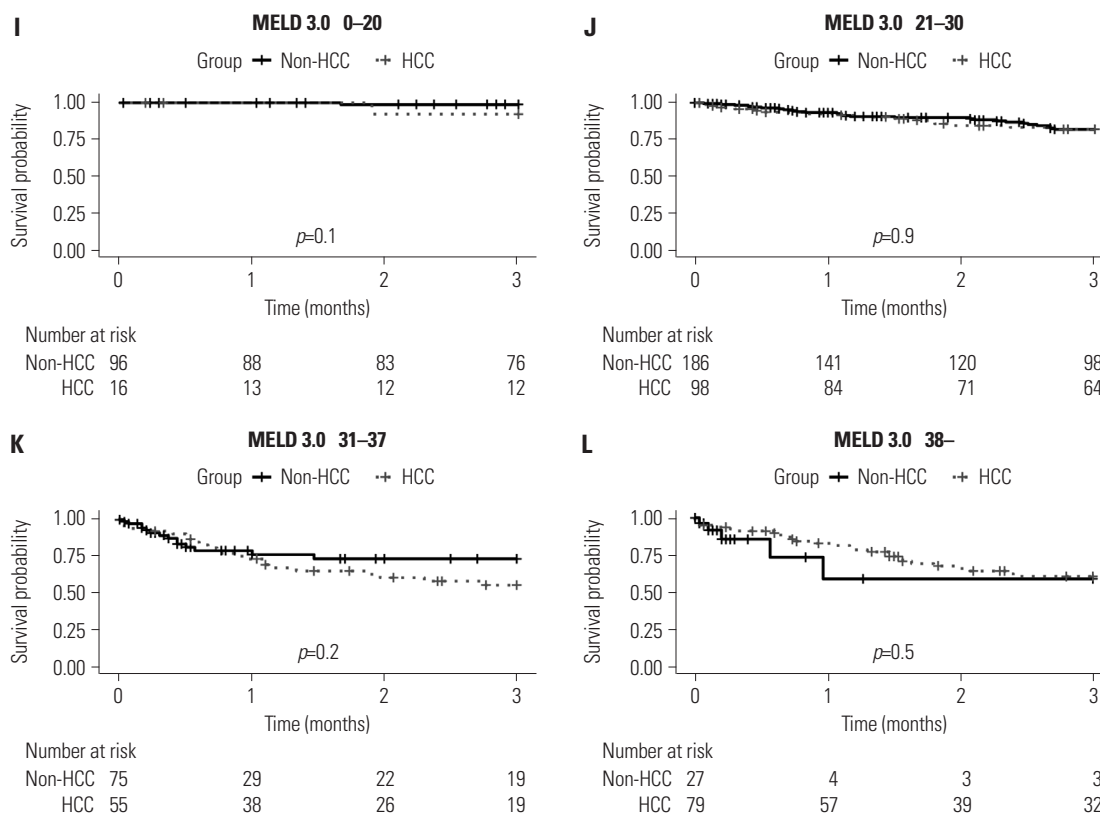 I
MELD 3.0 0–20
Group Non-HCC HCC
Survival probability
1.00
0.75
0.50
0.25
0.00
p=0.1
0 1 2 3
Time (months)
Number at risk
Non-HCC 96 88 83 76
HCC 16 13 12 12
J
MELD 3.0 21–30
Group Non-HCC HCC
Survival probability
1.00
0.75
0.50
0.25
0.00
p=0.9
0 1 2 3
Time (months)
Number at risk
Non-HCC 186 141 120 98
HCC 98 84 71 64
K
MELD 3.0 31–37
Group Non-HCC HCC
Survival probability
1.00
0.75
0.50
0.25
0.00
p=0.2
0 1 2 3
Time (months)
Number at risk
Non-HCC 75 29 22 19
HCC 55 38 26 19
L
MELD 3.0 38–
Group Non-HCC HCC
Survival probability
1.00
0.75
0.50
0.25
0.00
p=0.5
0 1 2 3
Time (months)
Number at risk
Non-HCC 27 4 3 3
HCC 79 57 39 32